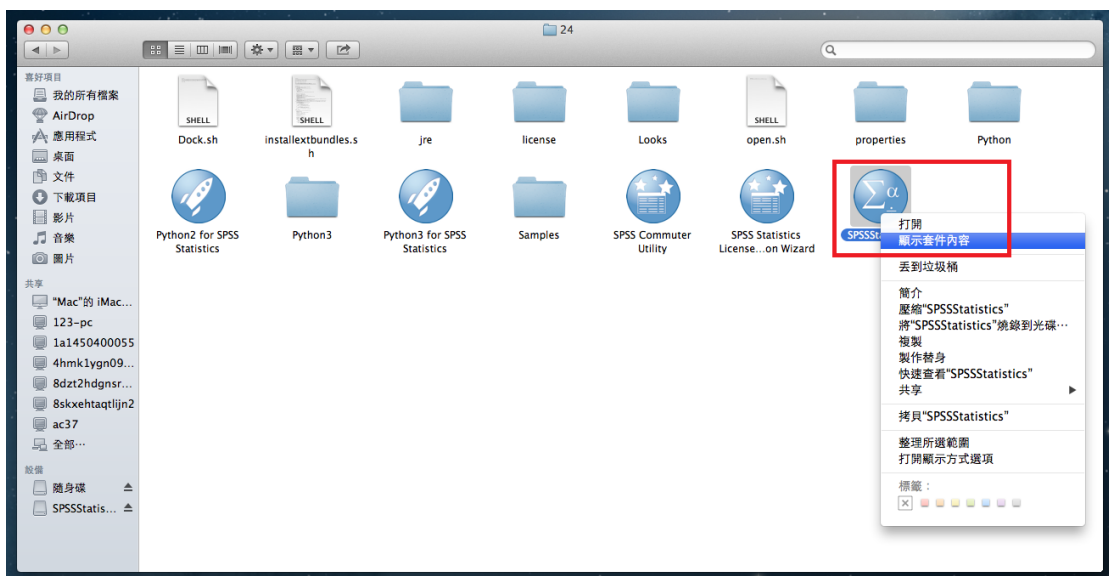 24
喜好項目
我的所有檔案
AirDrop
應用程式
桌面
文件
下載項目
影片
音樂
圖片
共享
"Mac"的 iMac...
123-pc
1a1450400055
4hmk1ygn09...
8dzt2hdgnsr...
8skxehtaqtlijn2
ac37
全部…
設備
隨身碟
SPSSStatis...
SHELL
SHELL
SHELL
Dock.sh
installextbundles.s
h
jre
license
Looks
open.sh
properties
Python
Σα
Python2 for SPSS
Statistics
Python3
Python3 for SPSS
Statistics
Samples
SPSS Commuter
Utility
SPSS Statistics
License...on Wizard
SPSSSt
打開
顯示套件內容
丟到垃圾桶
簡介
壓縮"SPSSStatistics"
將"SPSSStatistics"燒錄到光碟…
複製
製作替身
快速查看"SPSSStatistics"
共享
拷貝"SPSSStatistics"
整理所選範圍
打開顯示方式選項
標籤：